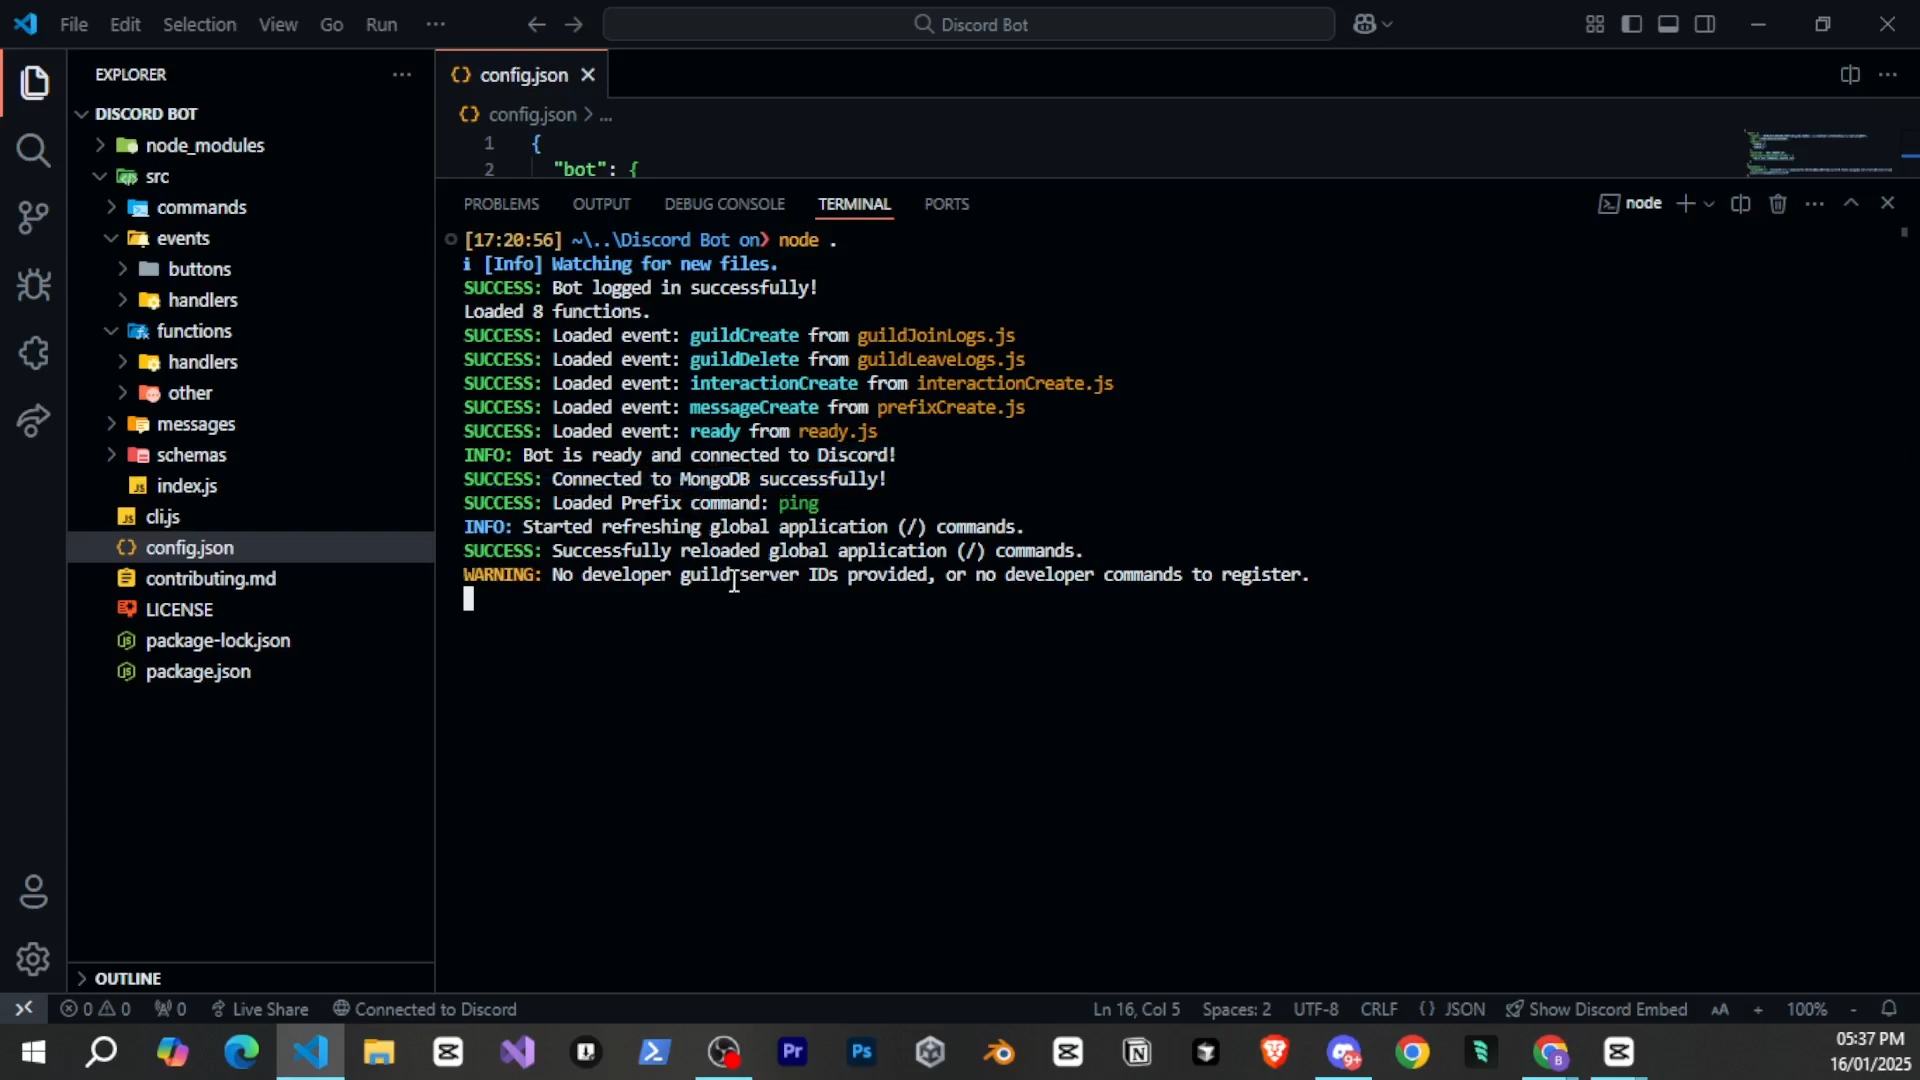 File Edit Selection View Go Run ··· Discord Bot
EXPLORER ···
config.json
DISCORD BOT
node_modules
src
commands
events
buttons
handlers
functions
handlers
other
messages
schemas
index.js
cli.js
config.json
contributing.md
LICENSE
package-lock.json
package.json
OUTLINE
config.json > ...
1 {
2 "bot": {
PROBLEMS OUTPUT DEBUG CONSOLE TERMINAL PORTS node
[17:20:56] ~\..\Discord Bot on❯ node .
i [Info] Watching for new files.
SUCCESS: Bot logged in successfully!
Loaded 8 functions.
SUCCESS: Loaded event: guildCreate from guildJoinLogs.js
SUCCESS: Loaded event: guildDelete from guildLeaveLogs.js
SUCCESS: Loaded event: interactionCreate from interactionCreate.js
SUCCESS: Loaded event: messageCreate from prefixCreate.js
SUCCESS: Loaded event: ready from ready.js
INFO: Bot is ready and connected to Discord!
SUCCESS: Connected to MongoDB successfully!
SUCCESS: Loaded Prefix command: ping
INFO: Started refreshing global application (/) commands.
SUCCESS: Successfully reloaded global application (/) commands.
WARNING: No developer guild server IDs provided, or no developer commands to register.
0 0 0 Live Share Connected to Discord Ln 16, Col 5 Spaces: 2 UTF-8 CRLF {} JSON Show Discord Embed AA + 100% -
Pr Ps 9+ B
05:37 PM
16/01/2025